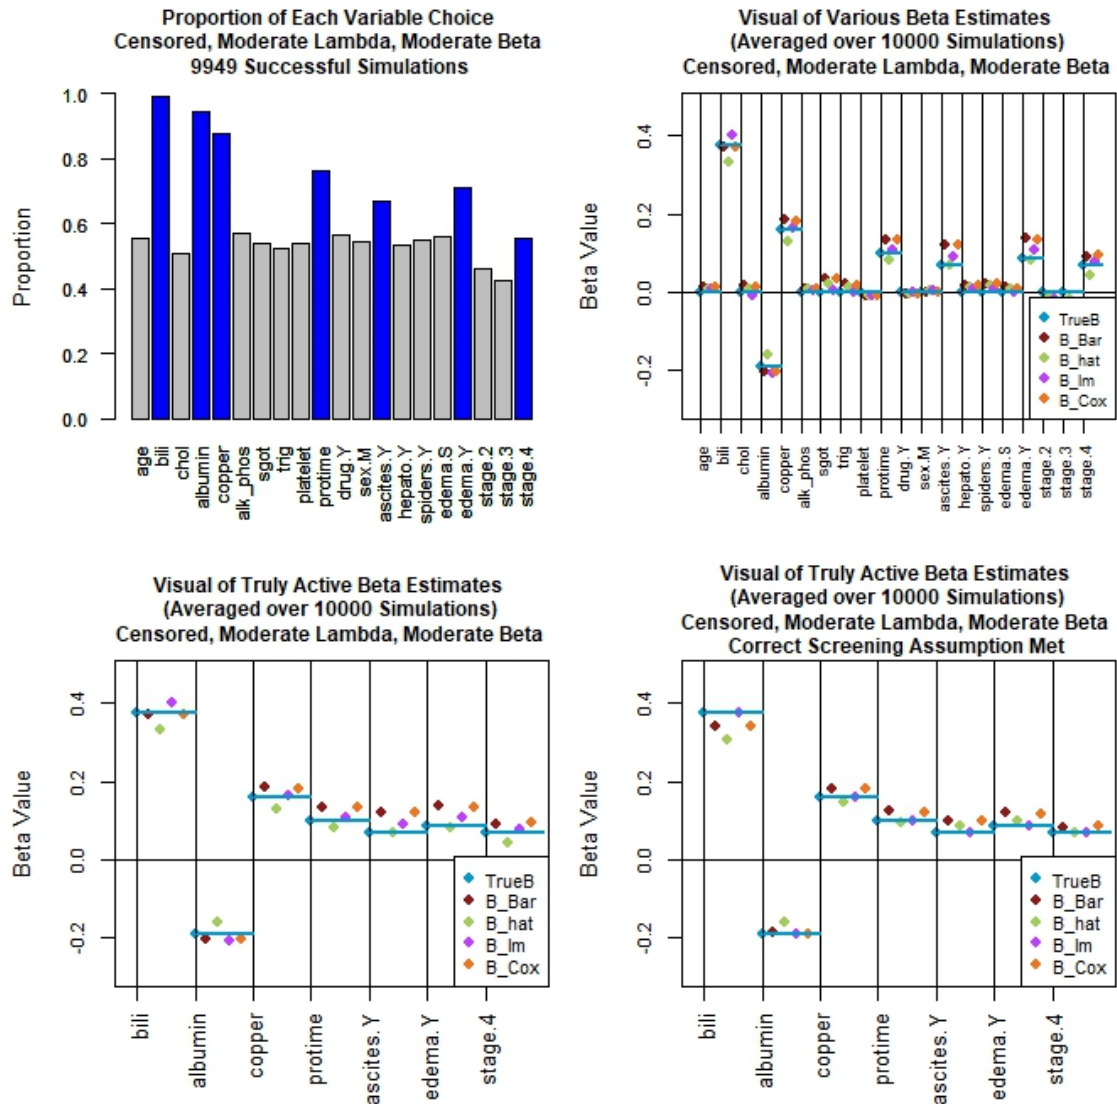 Proportion of Each Variable Choice
Censored, Moderate Lambda, Moderate Beta
9949 Successful Simulations
Proportion
1.0
0.8
0.6
0.4
0.2
0.0
age
bili
chol
albumin
copper
alk_phos
sgot
trig
platelet
protime
drug.Y
sex.M
ascites.Y
hepato.Y
spiders.Y
edema.S
edema.Y
stage.2
stage.3
stage.4
Visual of Various Beta Estimates
(Averaged over 10000 Simulations)
Censored, Moderate Lambda, Moderate Beta
Beta Value
0.4
0.2
0.0
-0.2
TrueB
B_Bar
B_hat
B_lm
B_Cox
age
bili
chol
albumin
copper
alk_phos
sgot
trig
platelet
protime
drug.Y
sex.M
ascites.Y
hepato.Y
spiders.Y
edema.S
edema.Y
stage.2
stage.3
stage.4
Visual of Truly Active Beta Estimates
(Averaged over 10000 Simulations)
Censored, Moderate Lambda, Moderate Beta
Beta Value
0.4
0.2
0.0
-0.2
TrueB
B_Bar
B_hat
B_lm
B_Cox
bili
albumin
copper
protime
ascites.Y
edema.Y
stage.4
Visual of Truly Active Beta Estimates
(Averaged over 10000 Simulations)
Censored, Moderate Lambda, Moderate Beta
Correct Screening Assumption Met
Beta Value
0.4
0.2
0.0
-0.2
TrueB
B_Bar
B_hat
B_lm
B_Cox
bili
albumin
copper
protime
ascites.Y
edema.Y
stage.4